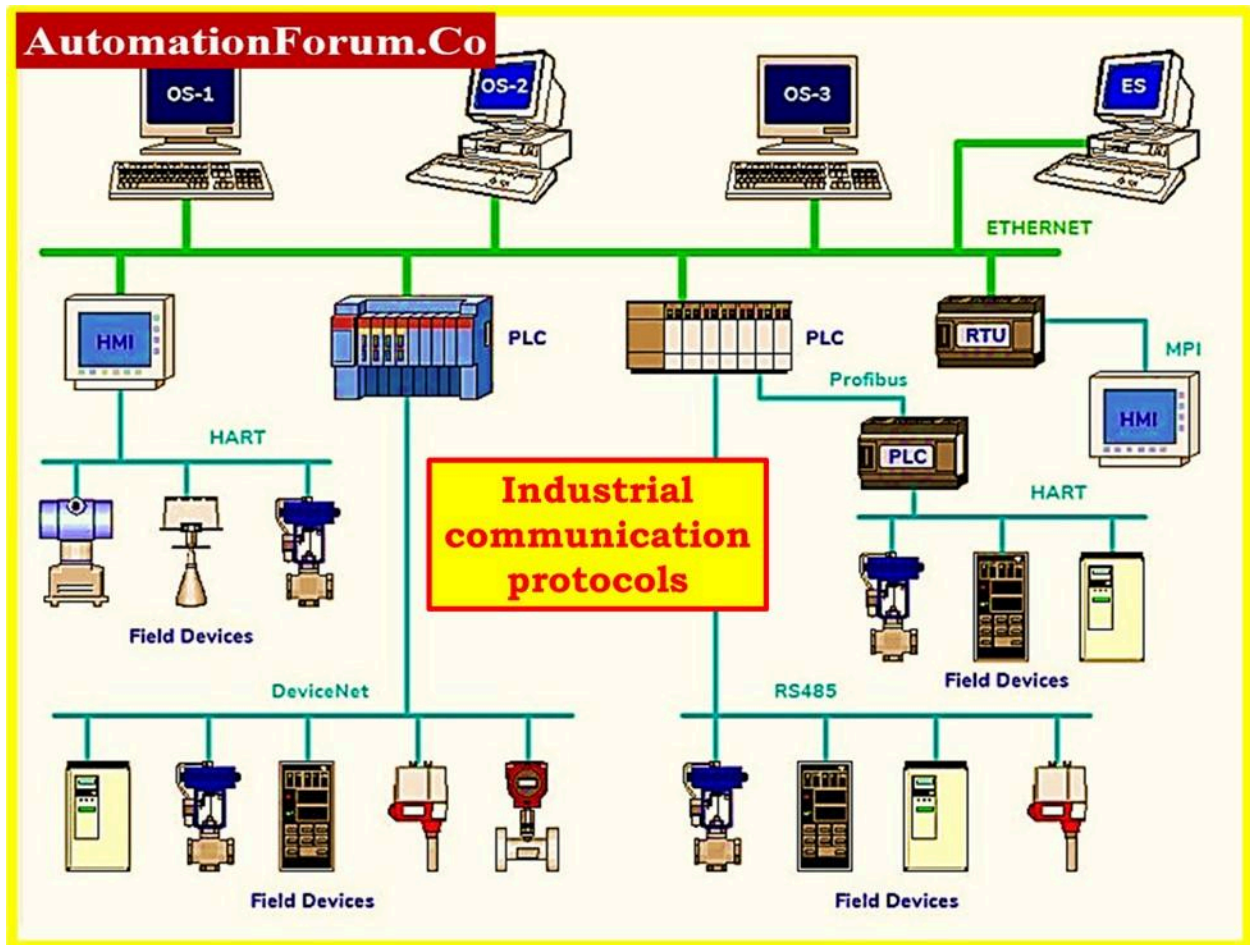 AutomationForum.Co
OS-1
OS-2
OS-3
ES
ETHERNET
HMI
PLC
PLC
RTU
MPI
Profibus
HMI
HART
PLC
HART
Industrial
communication
protocols
Field Devices
Field Devices
DeviceNet
RS485
Field Devices
Field Devices